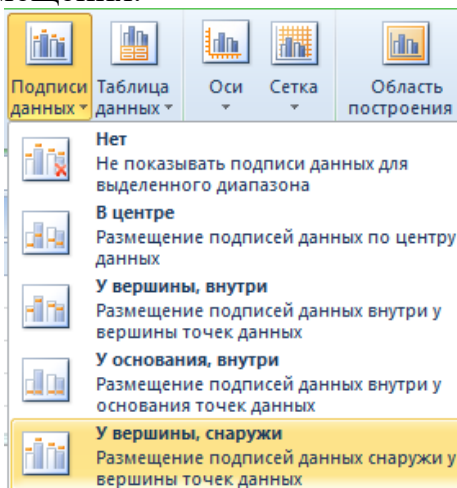 Подписи Таблица Оси Сетка Область
данных данных построения
Нет
Не показывать подписи данных для
выделенного диапазона
В центре
Размещение подписей данных по центру
данных
У вершины, внутри
Размещение подписей данных внутри у
вершины точек данных
У основания, внутри
Размещение подписей данных внутри у
основания точек данных
У вершины, снаружи
Размещение подписей данных снаружи у
вершины точек данных